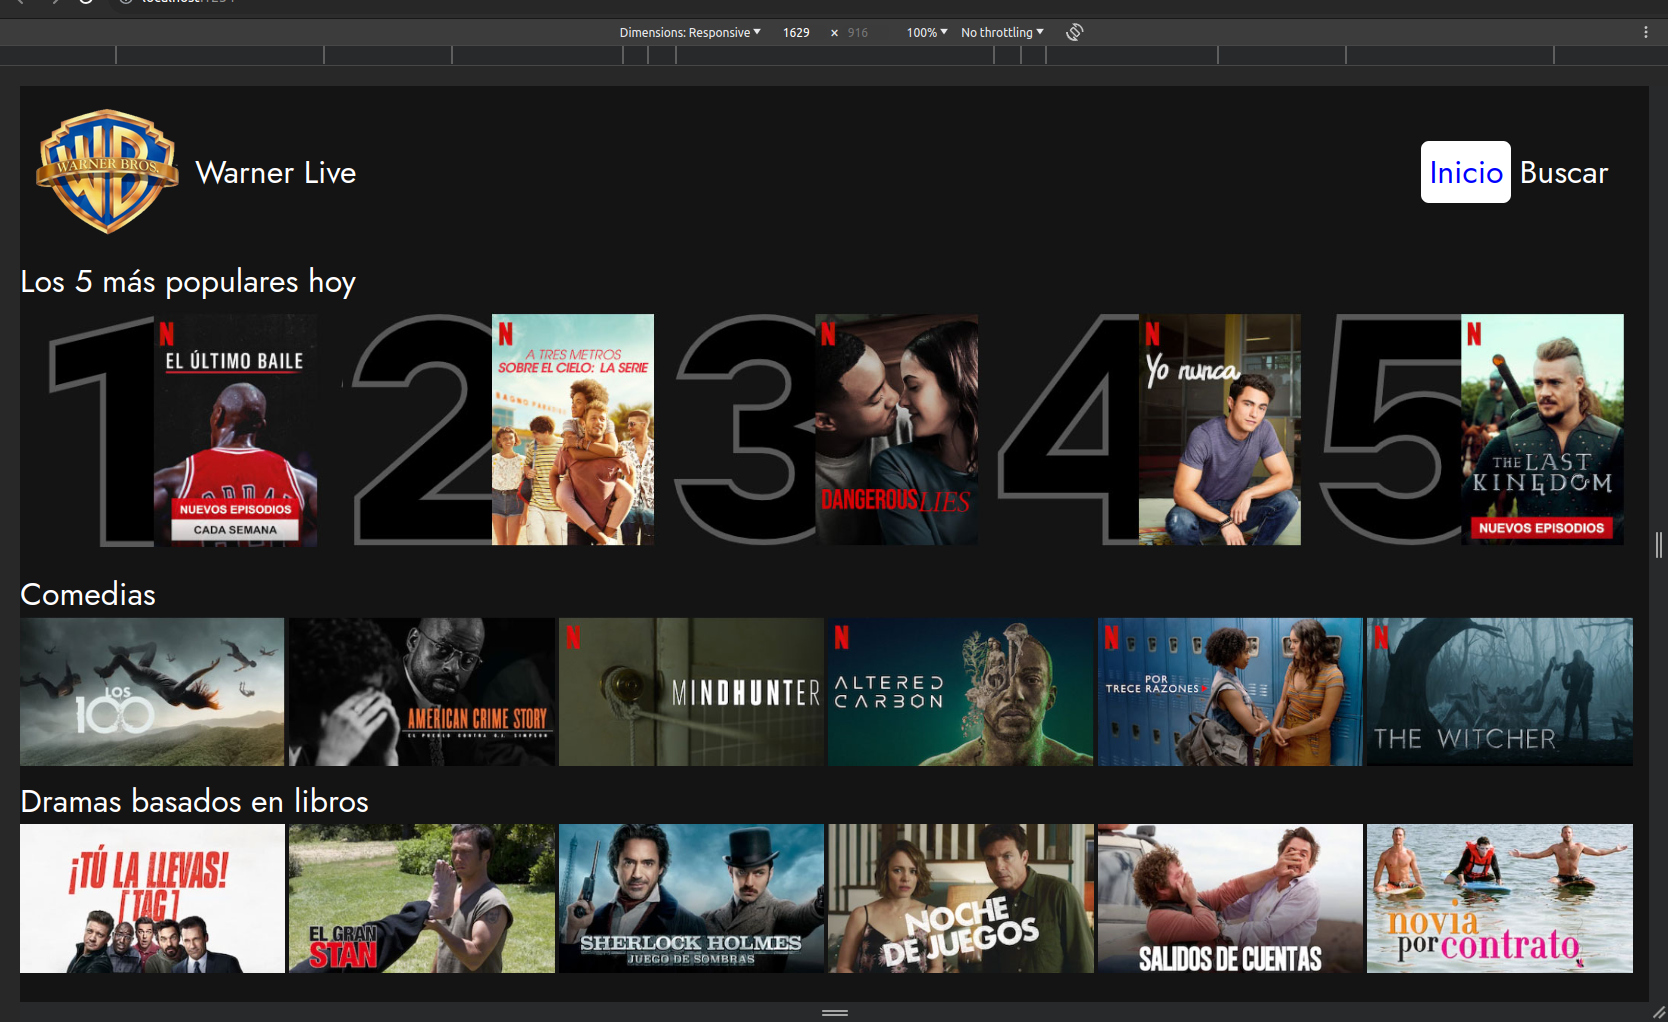 Dimensions: Responsive 1629 × 916 100% No throttling
WARNER BROS.
Warner Live
Inicio Buscar
Los 5 más populares hoy
1 2 3 4 5
N
EL ÚLTIMO BAILE
NUEVOS EPISODIOS
CADA SEMANA
N
A TRES METROS
SOBRE EL CIELO: LA SERIE
N
DANGEROUS LIES
N
Yo nunca
N
THE LAST
KINGDOM
NUEVOS EPISODIOS
Comedias
LOS
100
AMERICAN CRIME STORY
EL PUEBLO CONTRA O.J. SIMPSON
N
MINDHUNTER
N
ALTERED
CARBON
N
POR
TRECE RAZONES
N
THE WITCHER
Dramas basados en libros
¡TÚ LA LLEVAS!
[TAG]
EL GRAN
STAN
SHERLOCK HOLMES
JUEGO DE SOMBRAS
NOCHE
DE JUEGOS
SALIDOS DE CUENTAS
novia
por contrato